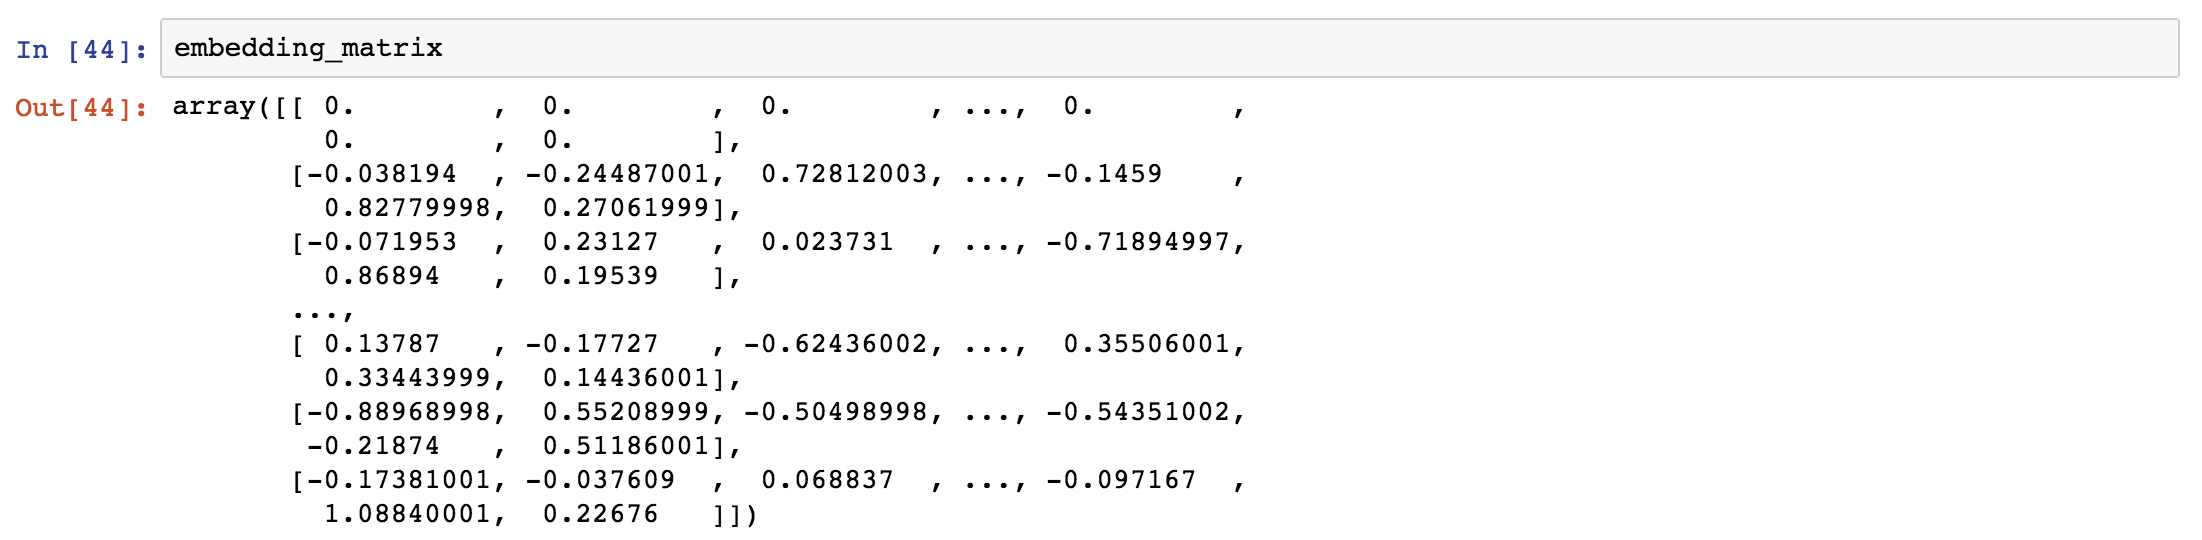 In [44]: embedding_matrix
Out[44]: array([[ 0.        ,  0.        ,  0.        , ...,  0.        ,
         0.        ,  0.        ],
       [-0.038194  , -0.24487001,  0.72812003, ..., -0.1459    ,
         0.82779998,  0.27061999],
       [-0.071953  ,  0.23127   ,  0.023731  , ..., -0.71894997,
         0.86894   ,  0.19539   ],
       ...,
       [ 0.13787   , -0.17727   , -0.62436002, ...,  0.35506001,
         0.33443999,  0.14436001],
       [-0.88968998,  0.55208999, -0.50498998, ..., -0.54351002,
        -0.21874   ,  0.51186001],
       [-0.17381001, -0.037609  ,  0.068837  , ..., -0.097167  ,
         1.08840001,  0.22676   ]])